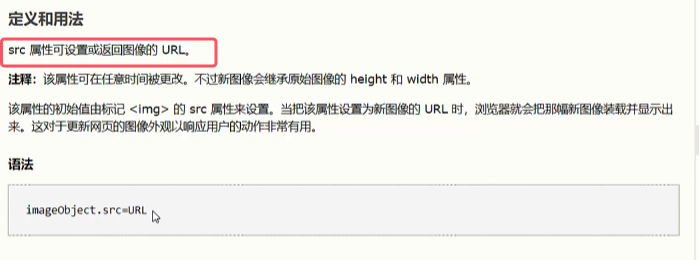 定义和用法
src 属性可设置或返回图像的 URL。
注释：该属性可在任意时间被更改。不过新图像会继承原始图像的 height 和 width 属性。
该属性的初始值由标记 <img> 的 src 属性来设置。当把该属性设置为新图像的 URL 时，浏览器就会把那幅新图像装载并显示出
来。这对于更新网页的图像外观以响应用户的动作非常有用。
语法
imageObject.src=URL